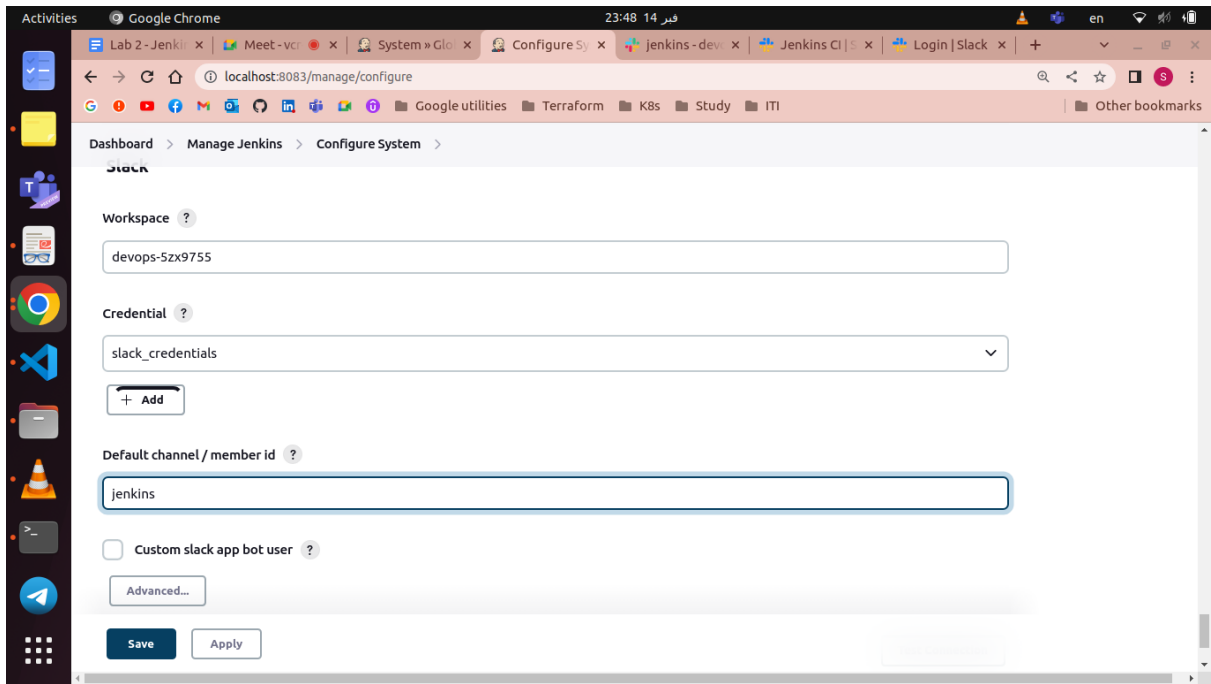 Activities
Google Chrome
23:48 14 فبر
en
Lab 2 - Jenkin
Meet - vcr
System » Glo
Configure Sy
jenkins - devo
Jenkins CI | S
Login | Slack
localhost:8083/manage/configure
S
Google utilities
Terraform
K8s
Study
ITI
Other bookmarks
Dashboard > Manage Jenkins > Configure System >
Slack
Workspace ?
devops-5zx9755
Credential ?
slack_credentials
+ Add
Default channel / member id ?
jenkins
Custom slack app bot user ?
Advanced...
Save
Apply